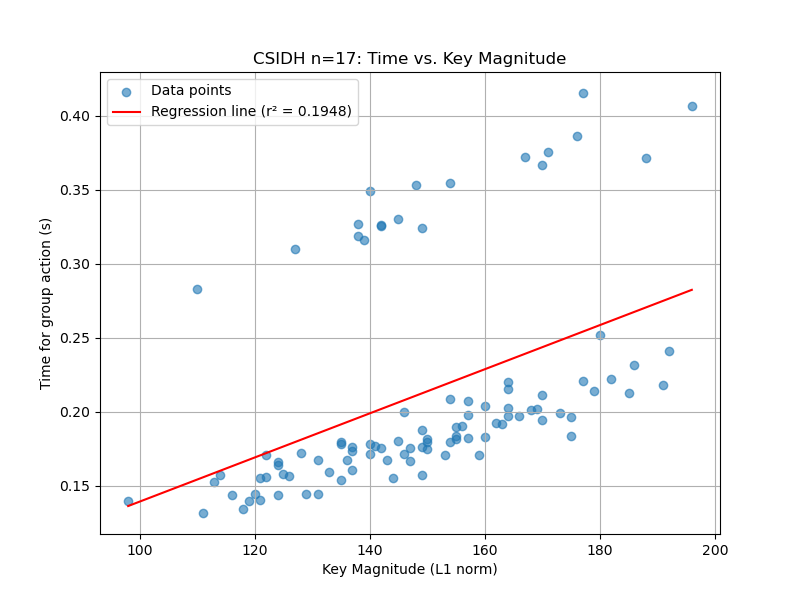 CSIDH n=17: Time vs. Key Magnitude
Data points
Regression line (r² = 0.1948)
Time for group action (s)
0.40
0.35
0.30
0.25
0.20
0.15
100 120 140 160 180 200
Key Magnitude (L1 norm)